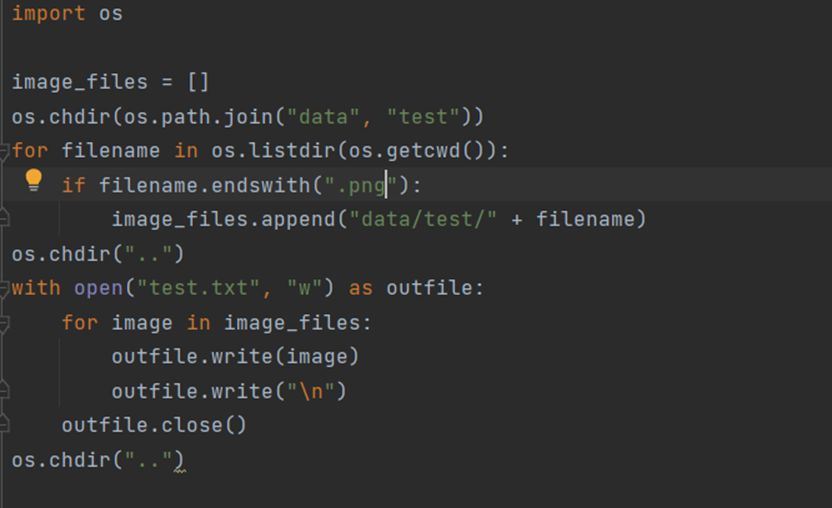 import os
image_files = []
os.chdir(os.path.join("data", "test"))
for filename in os.listdir(os.getcwd()):
    if filename.endswith(".png"):
        image_files.append("data/test/" + filename)
os.chdir("..")
with open("test.txt", "w") as outfile:
    for image in image_files:
        outfile.write(image)
        outfile.write("\n")
    outfile.close()
os.chdir("..")